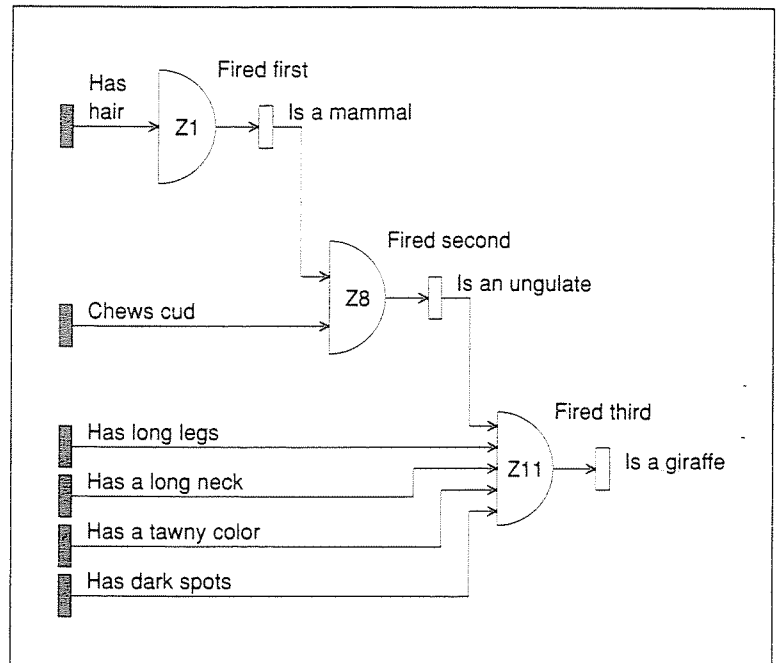 Has
hair
Fired first
Z1
Is a mammal
Fired second
Z8
Is an ungulate
Chews cud
Fired third
Has long legs
Has a long neck
Z11
Is a giraffe
Has a tawny color
Has dark spots